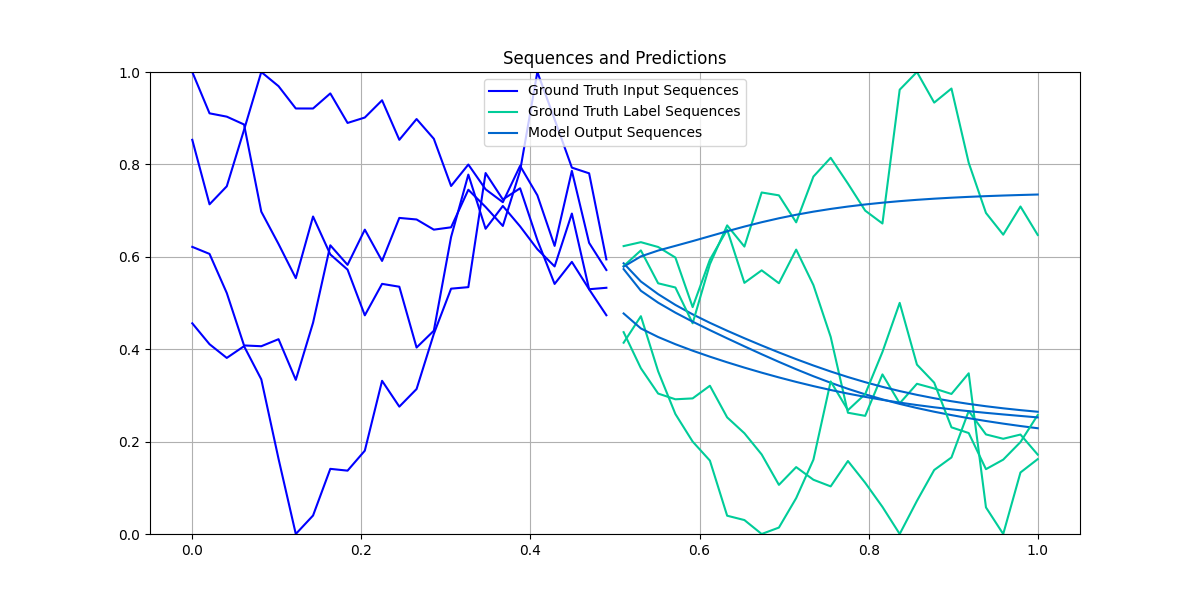 Sequences and Predictions
Ground Truth Input Sequences
Ground Truth Label Sequences
Model Output Sequences
1.0
0.8
0.6
0.4
0.2
0.0
0.0 0.2 0.4 0.6 0.8 1.0